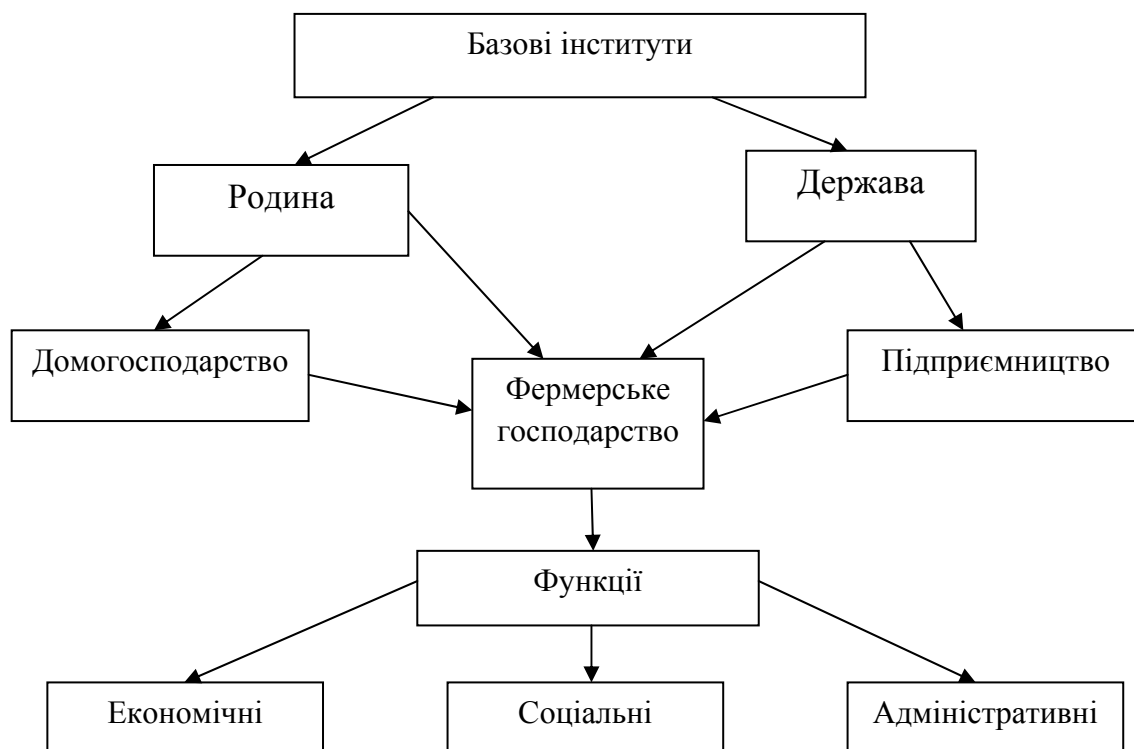 Базові інститути
Родина
Держава
Домогосподарство
Фермерське
господарство
Підприємництво
Функції
Економічні
Соціальні
Адміністративні